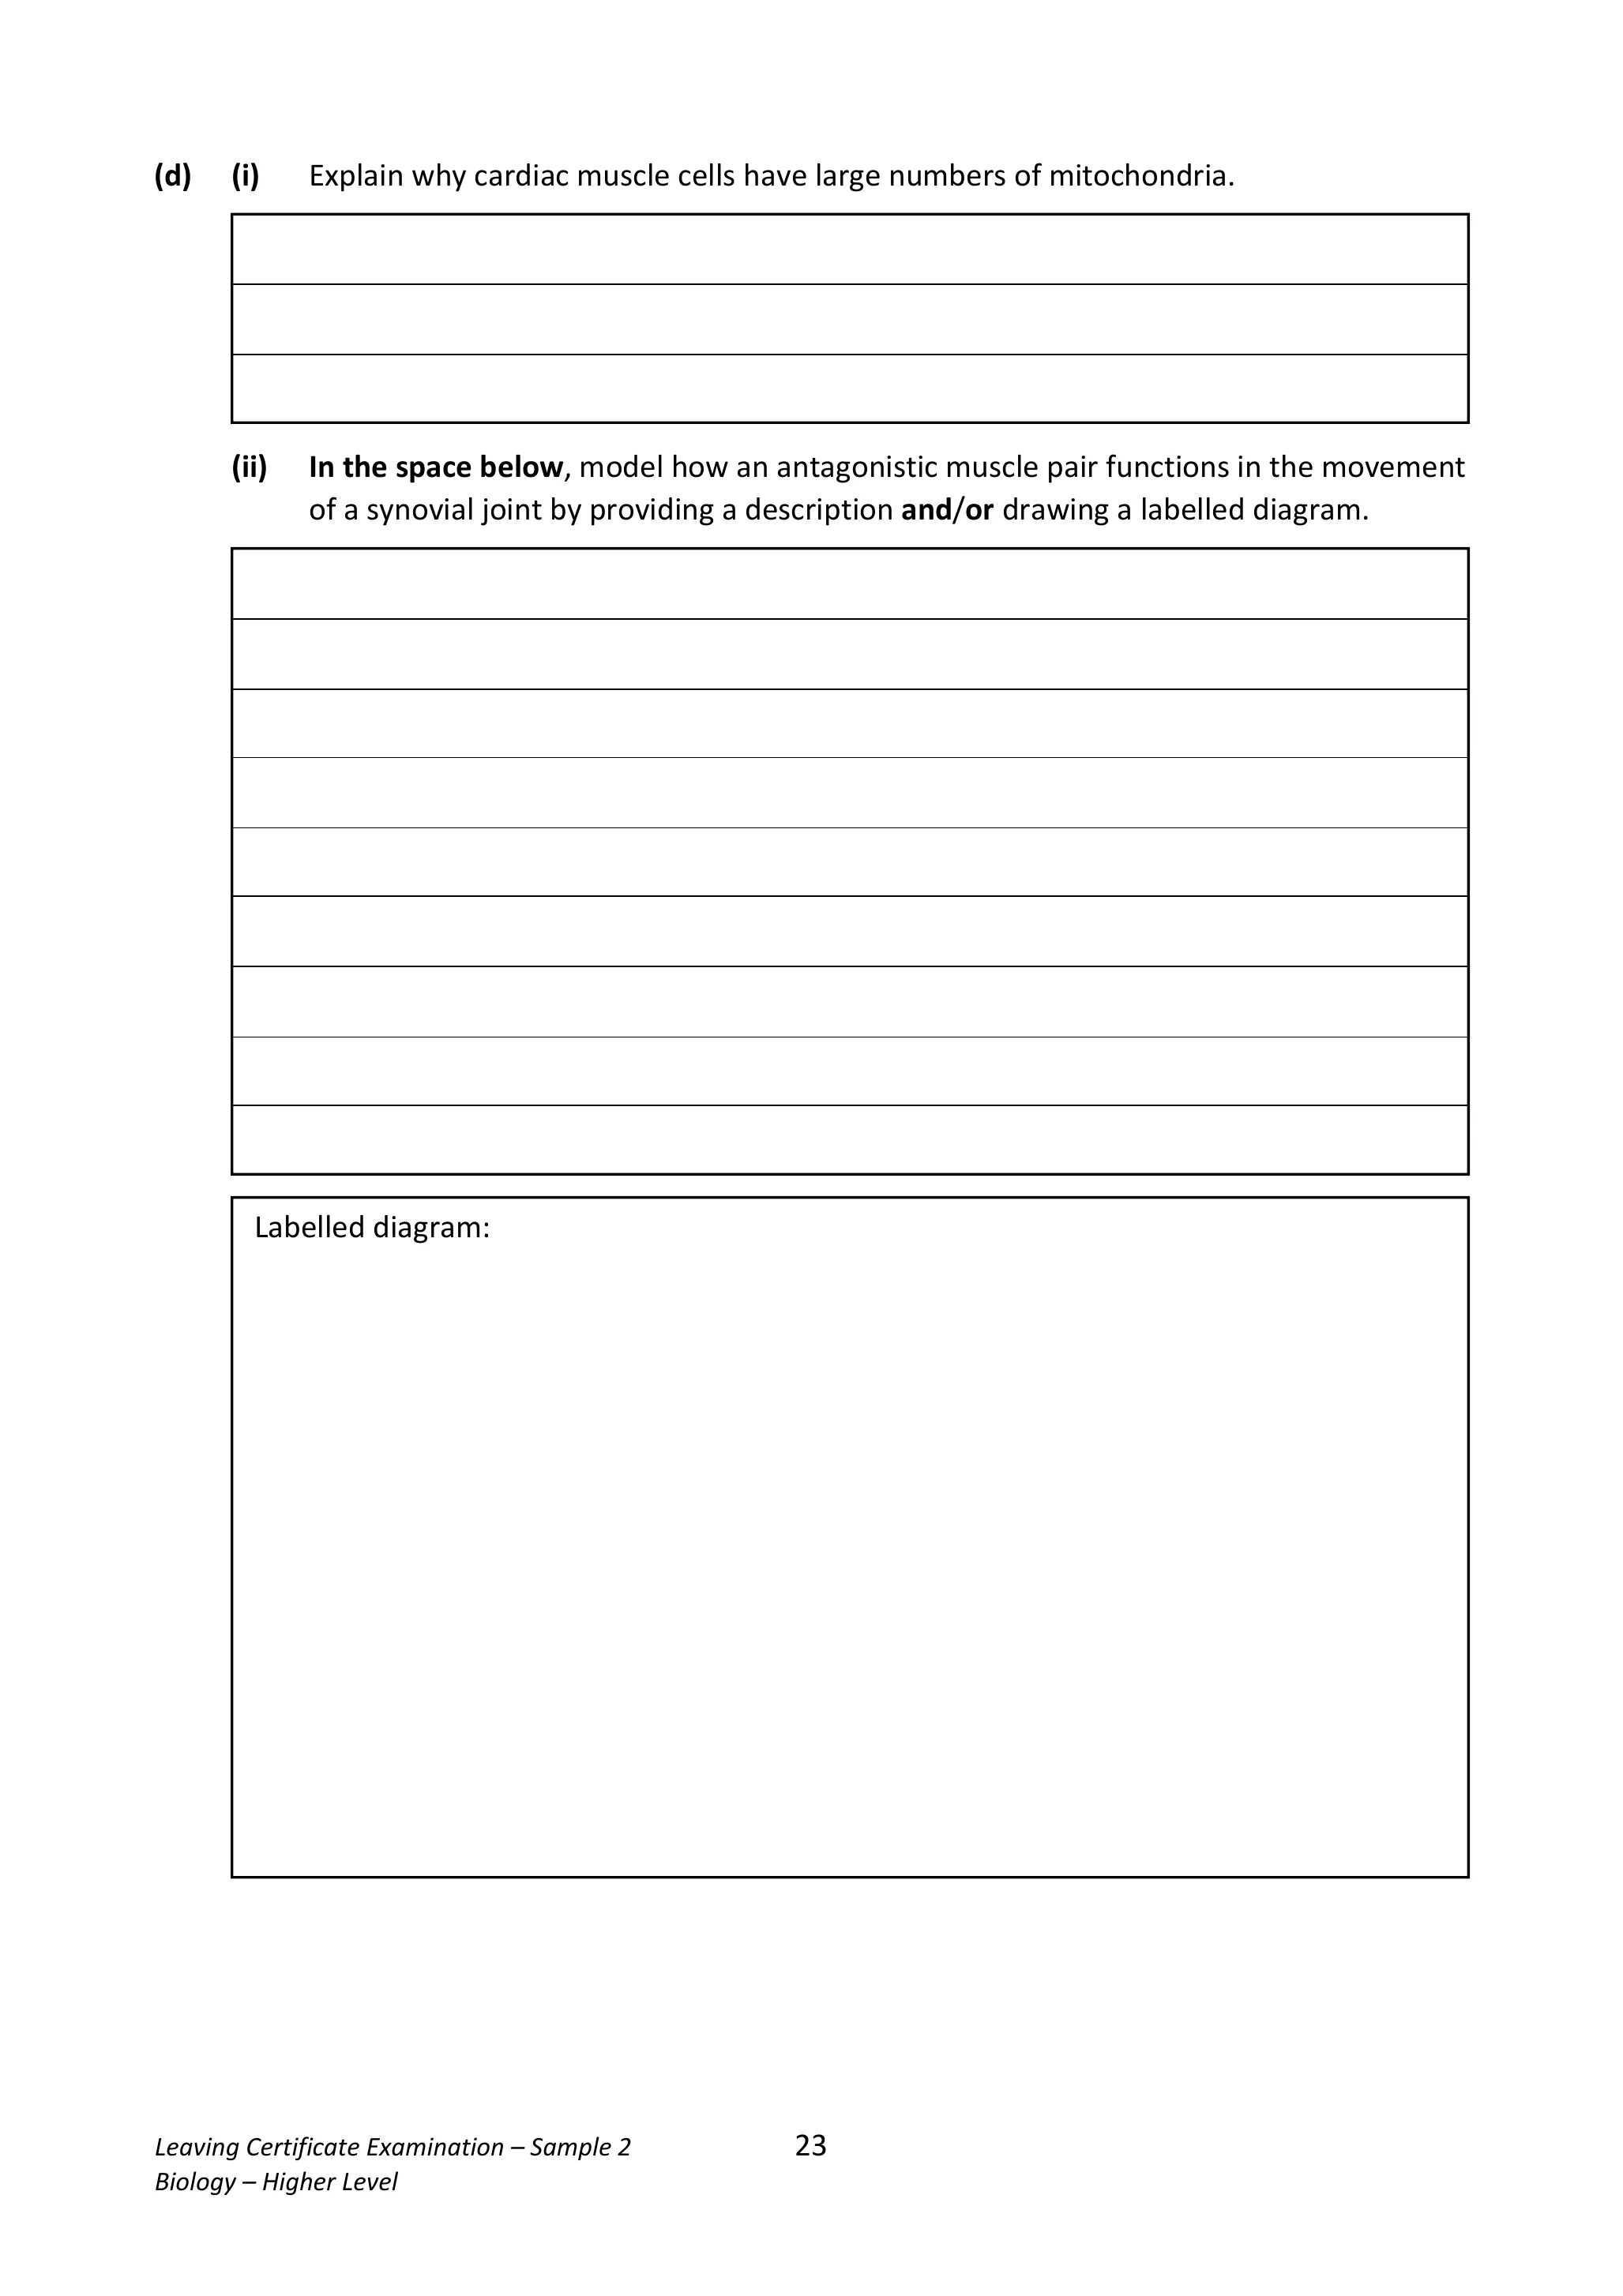 (d) (i) Explain why cardiac muscle cells have large numbers of mitochondria.
(ii) In the space below, model how an antagonistic muscle pair functions in the movement
of a synovial joint by providing a description and/or drawing a labelled diagram.
Labelled diagram:
Leaving Certificate Examination – Sample 2 23
Biology – Higher Level